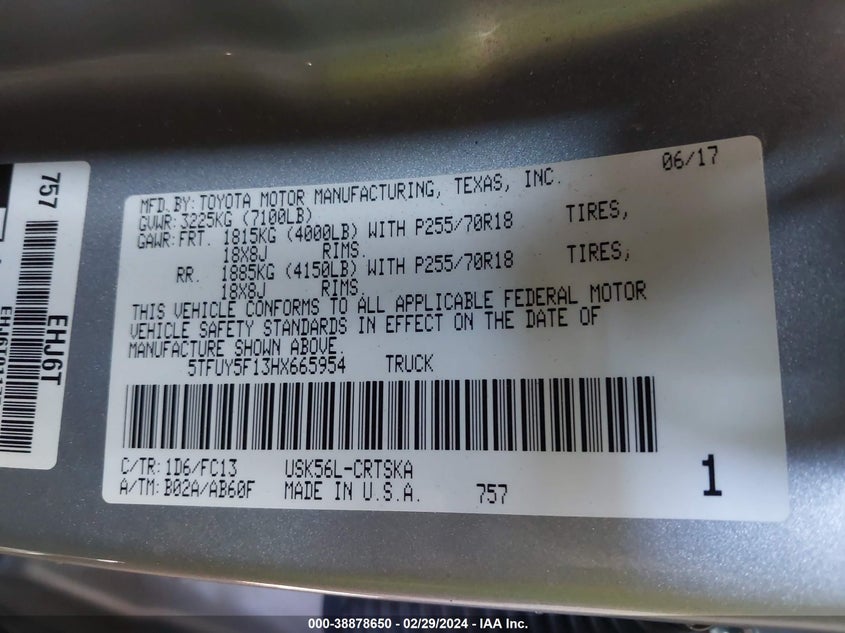 06/17
MFD.BY: TOYOTA MOTOR MANUFACTURING, TEXAS, INC.
GVWR: 3225KG (7100LB)
GAWR: FRT. 1815KG (4000LB) WITH P255/70R18 TIRES,
18X8J RIMS.
RR. 1885KG (4150LB) WITH P255/70R18 TIRES,
18X8J RIMS.
THIS VEHICLE CONFORMS TO ALL APPLICABLE FEDERAL MOTOR
VEHICLE SAFETY STANDARDS IN EFFECT ON THE DATE OF
MANUFACTURE SHOWN ABOVE.
5TFUY5F13HX665954 TRUCK
C/TR: 1D6/FC13 USK56L-CRTSKA
A/TM: B02A/AB60F MADE IN U.S.A. 757
1
757
EHJ6T
000-38878650 - 02/29/2024 - IAA Inc.